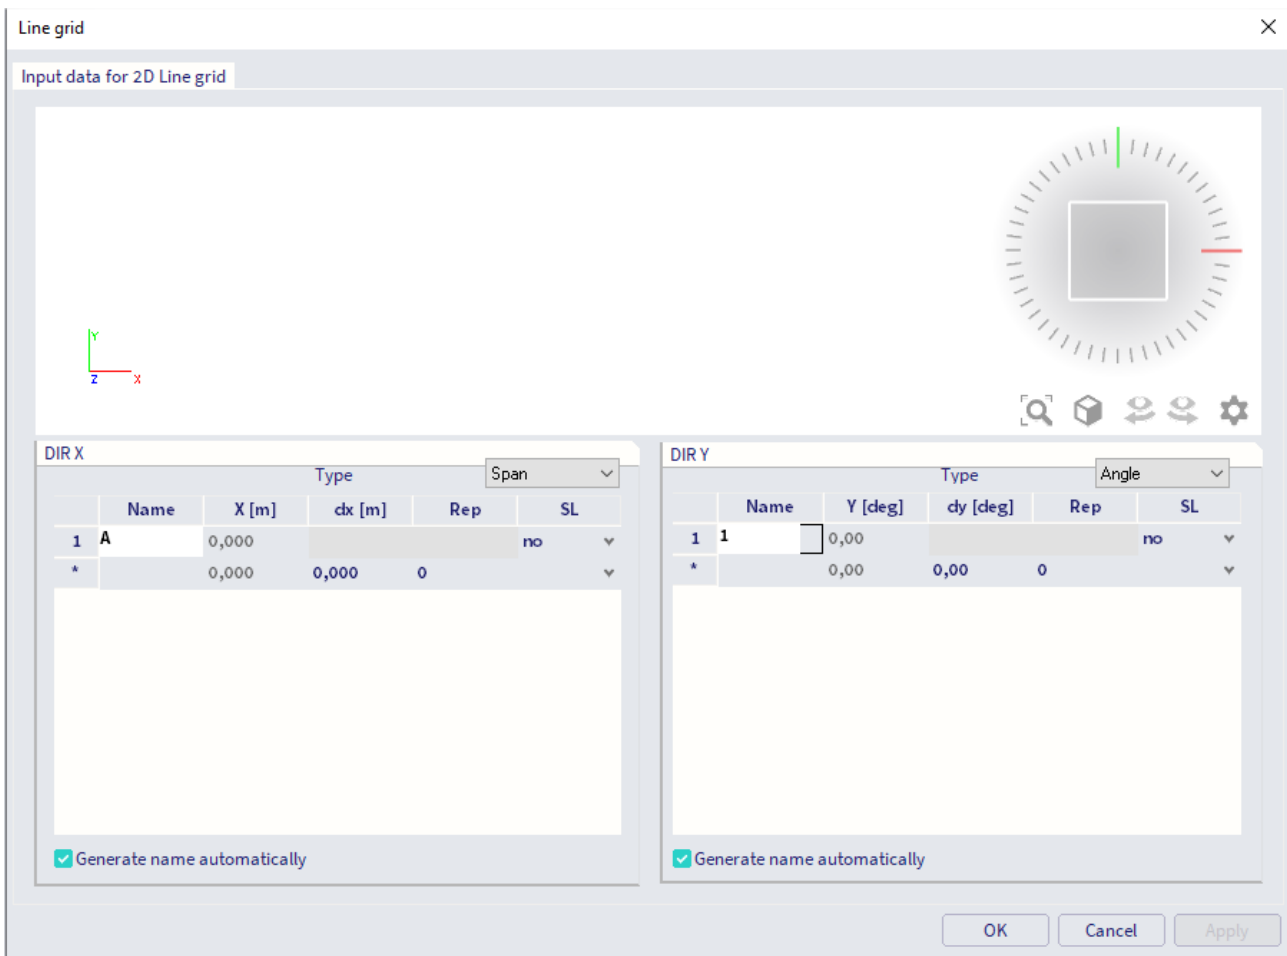 Line grid
Input data for 2D Line grid
Y
Z X
DIR X
Type Span
Name X [m] dx [m] Rep SL
1 A 0,000 no
* 0,000 0,000 0
Generate name automatically
DIR Y
Type Angle
Name Y [deg] dy [deg] Rep SL
1 1 0,00 no
* 0,00 0,00 0
Generate name automatically
OK Cancel Apply